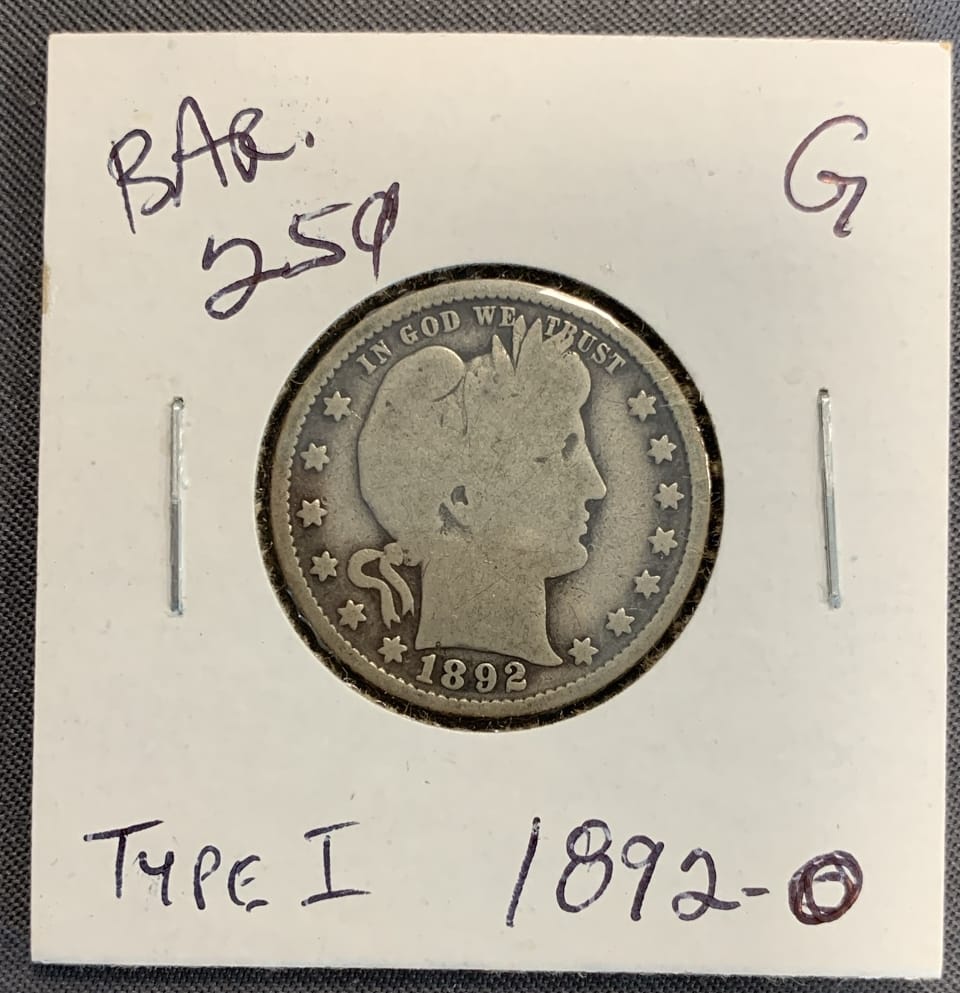 BAR.
25¢
G
IN GOD WE TRUST
1892
TYPE I
1892-O